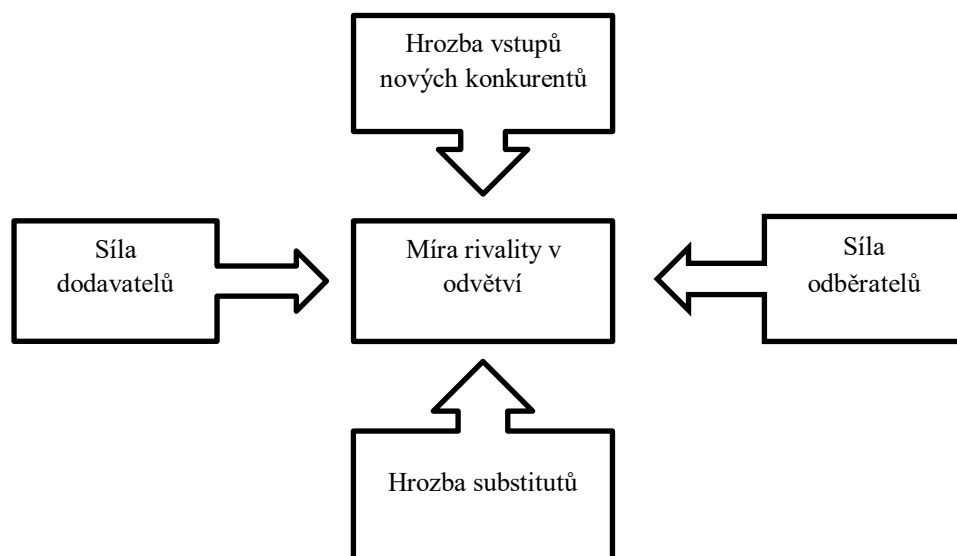 Hrozba vstupů
nových konkurentů
Síla
dodavatelů
Míra rivality v
odvětví
Síla
odběratelů
Hrozba substitutů